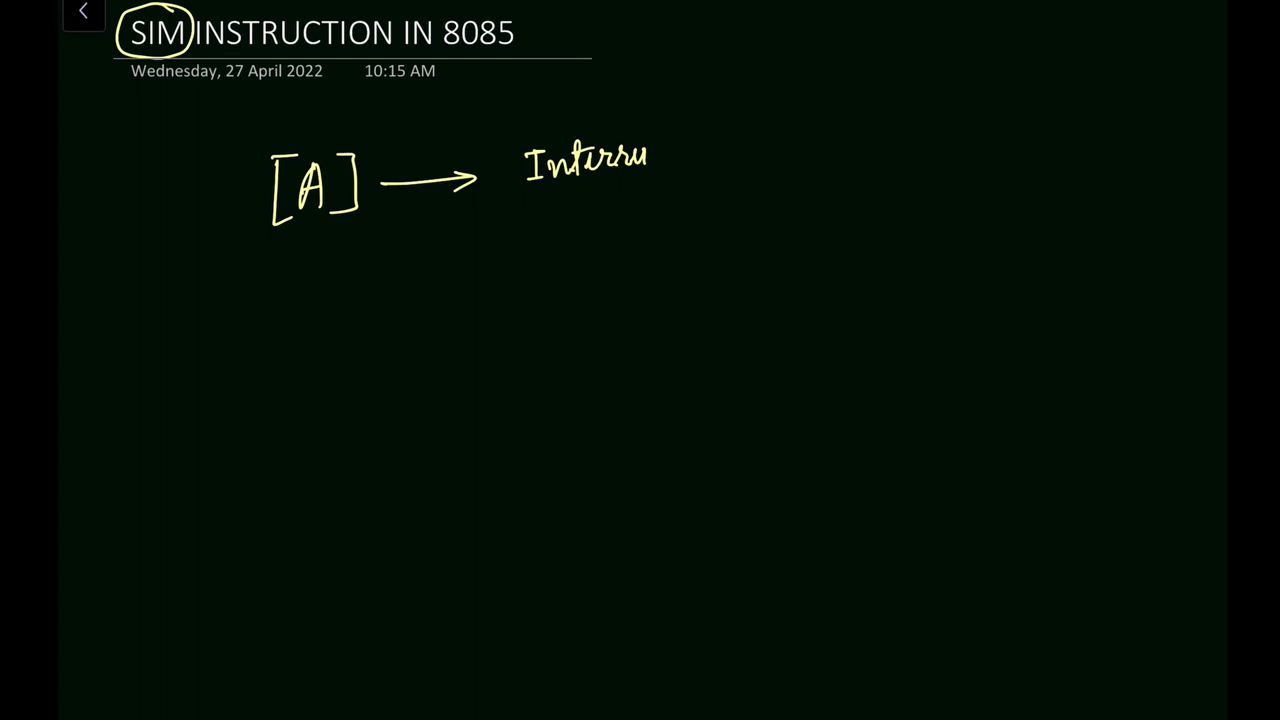 SIM INSTRUCTION IN 8085
Wednesday, 27 April 2022 10:15 AM
[A] → Interru